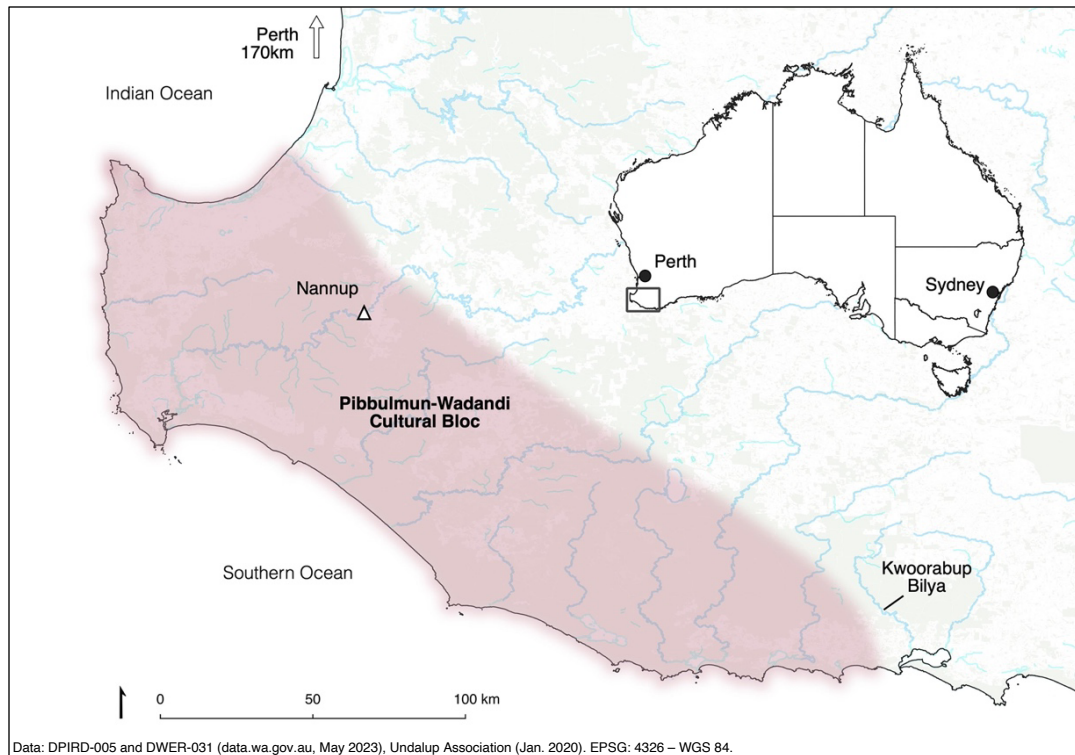 Perth
170km
Indian Ocean
Perth
Sydney
Nannup
Pibbulmun-Wadandi
Cultural Bloc
Kwoorabup
Bilya
Southern Ocean
0 50 100 km
Data: DPIRD-005 and DWER-031 (data.wa.gov.au, May 2023), Undalup Association (Jan. 2020). EPSG: 4326 – WGS 84.